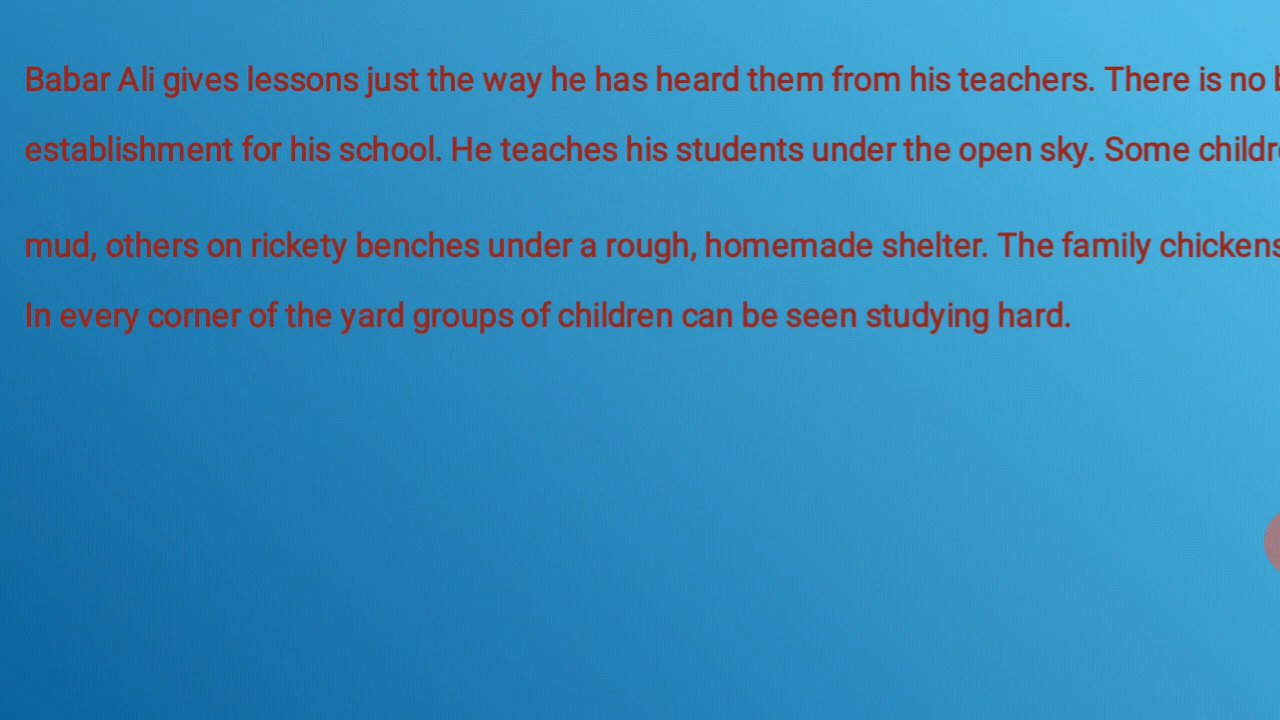 Babar Ali gives lessons just the way he has heard them from his teachers. There is no
establishment for his school. He teaches his students under the open sky. Some
mud, others on rickety benches under a rough, homemade shelter. The family chickens
In every corner of the yard groups of children can be seen studying hard.